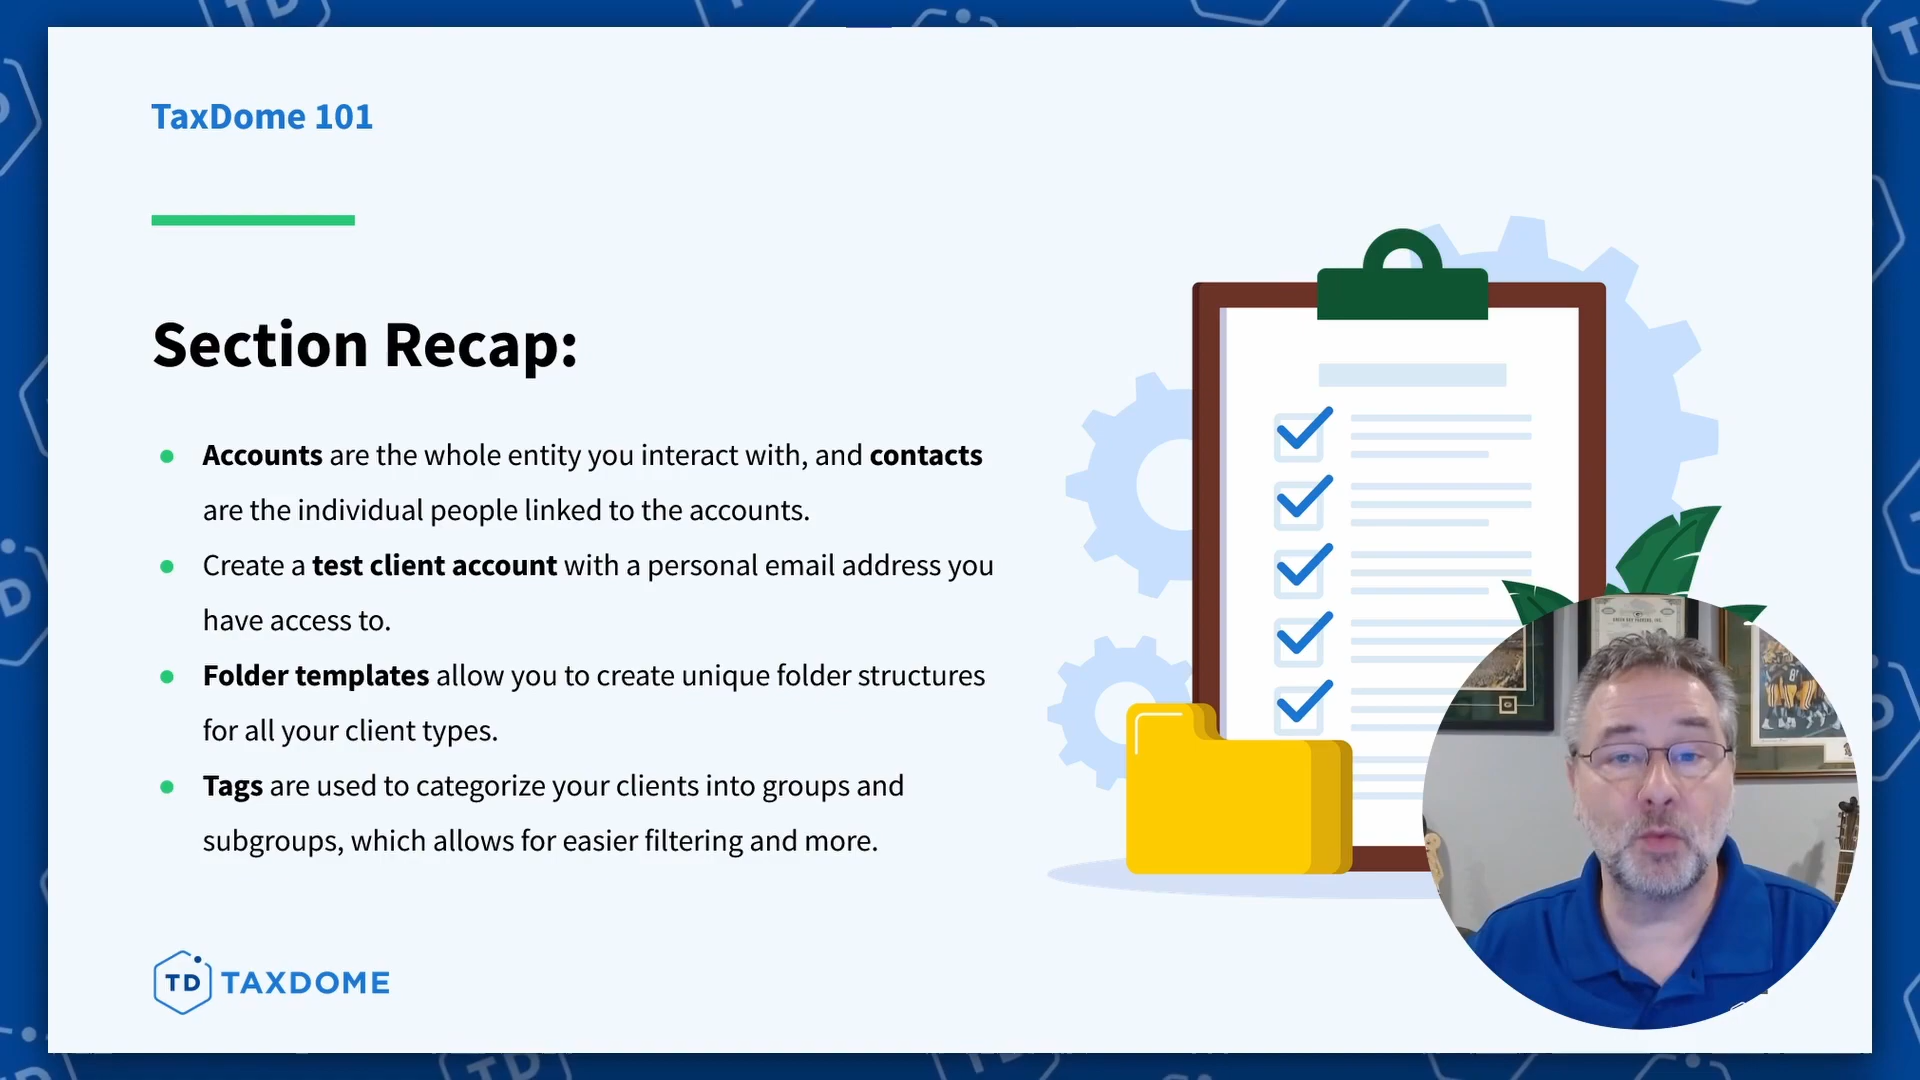 TaxDome 101
Section Recap:
Accounts are the whole entity you interact with, and contacts
are the individual people linked to the accounts.
Create a test client account with a personal email address you
have access to.
Folder templates allow you to create unique folder structures
for all your client types.
Tags are used to categorize your clients into groups and
subgroups, which allows for easier filtering and more.
TD TAXDOME